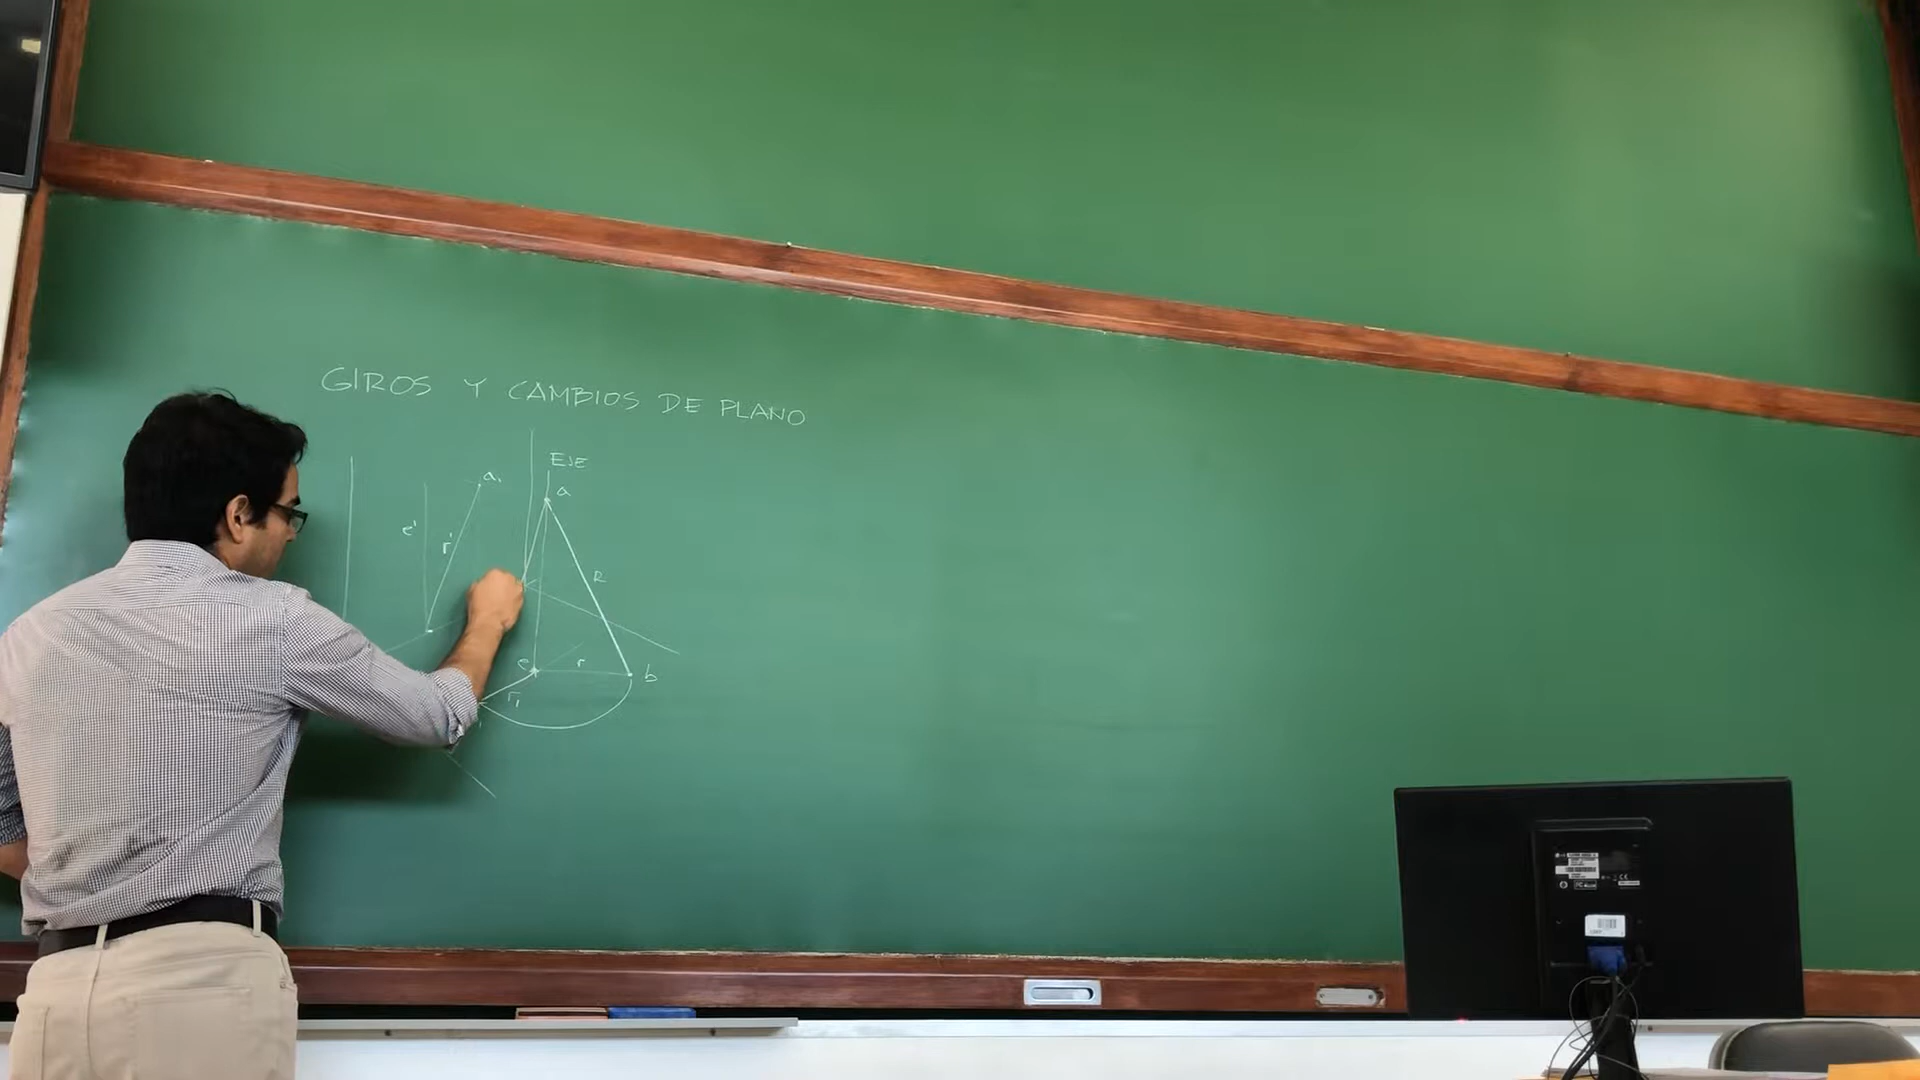 GIROS Y CAMBIOS DE PLANO
EJE
a₁
a
e'
r'
R
e
r
b
r₁